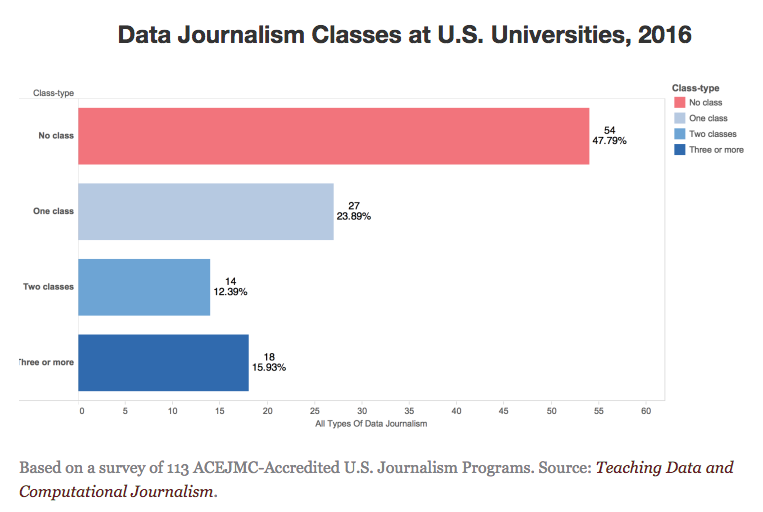 Data Journalism Classes at U.S. Universities, 2016
Class-type
No class
54
47.79%
One class
27
23.89%
Two classes
14
12.39%
Three or more
18
15.93%
0 5 10 15 20 25 30 35 40 45 50 55 60
All Types Of Data Journalism
Class-type
No class
One class
Two classes
Three or more
Based on a survey of 113 ACEJMC-Accredited U.S. Journalism Programs. Source: Teaching Data and
Computational Journalism.